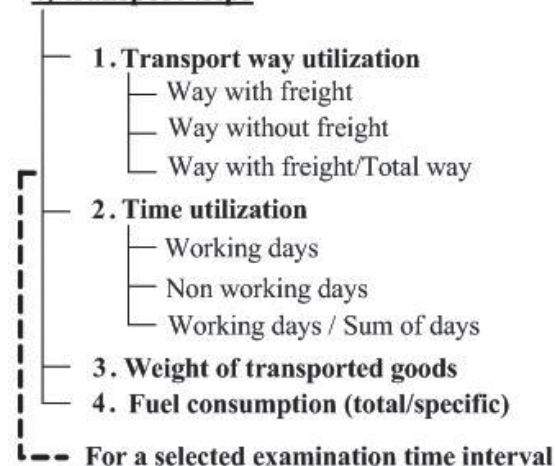 1. Transport way utilization
Way with freight
Way without freight
Way with freight/Total way
2. Time utilization
Working days
Non working days
Working days / Sum of days
3. Weight of transported goods
4. Fuel consumption (total/specific)
For a selected examination time interval